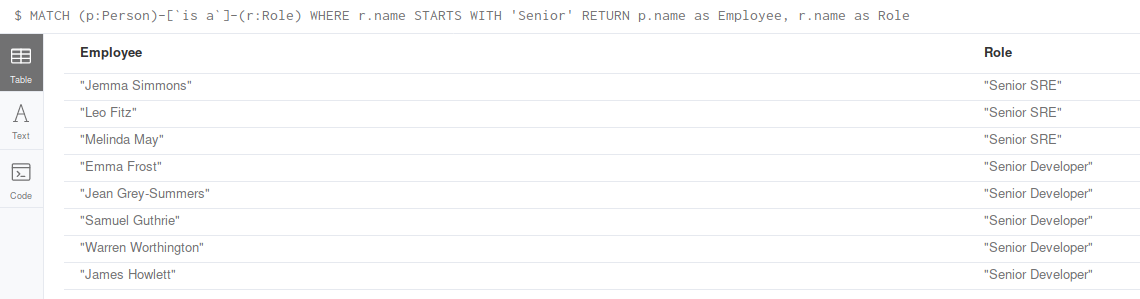 $ MATCH (p:Person)-[`is a`]-(r:Role) WHERE r.name STARTS WITH 'Senior' RETURN p.name as Employee, r.name as Role
Employee Role
Table
"Jemma Simmons" "Senior SRE"
"Leo Fitz" "Senior SRE"
Text
"Melinda May" "Senior SRE"
"Emma Frost" "Senior Developer"
Code
"Jean Grey-Summers" "Senior Developer"
"Samuel Guthrie" "Senior Developer"
"Warren Worthington" "Senior Developer"
"James Howlett" "Senior Developer"